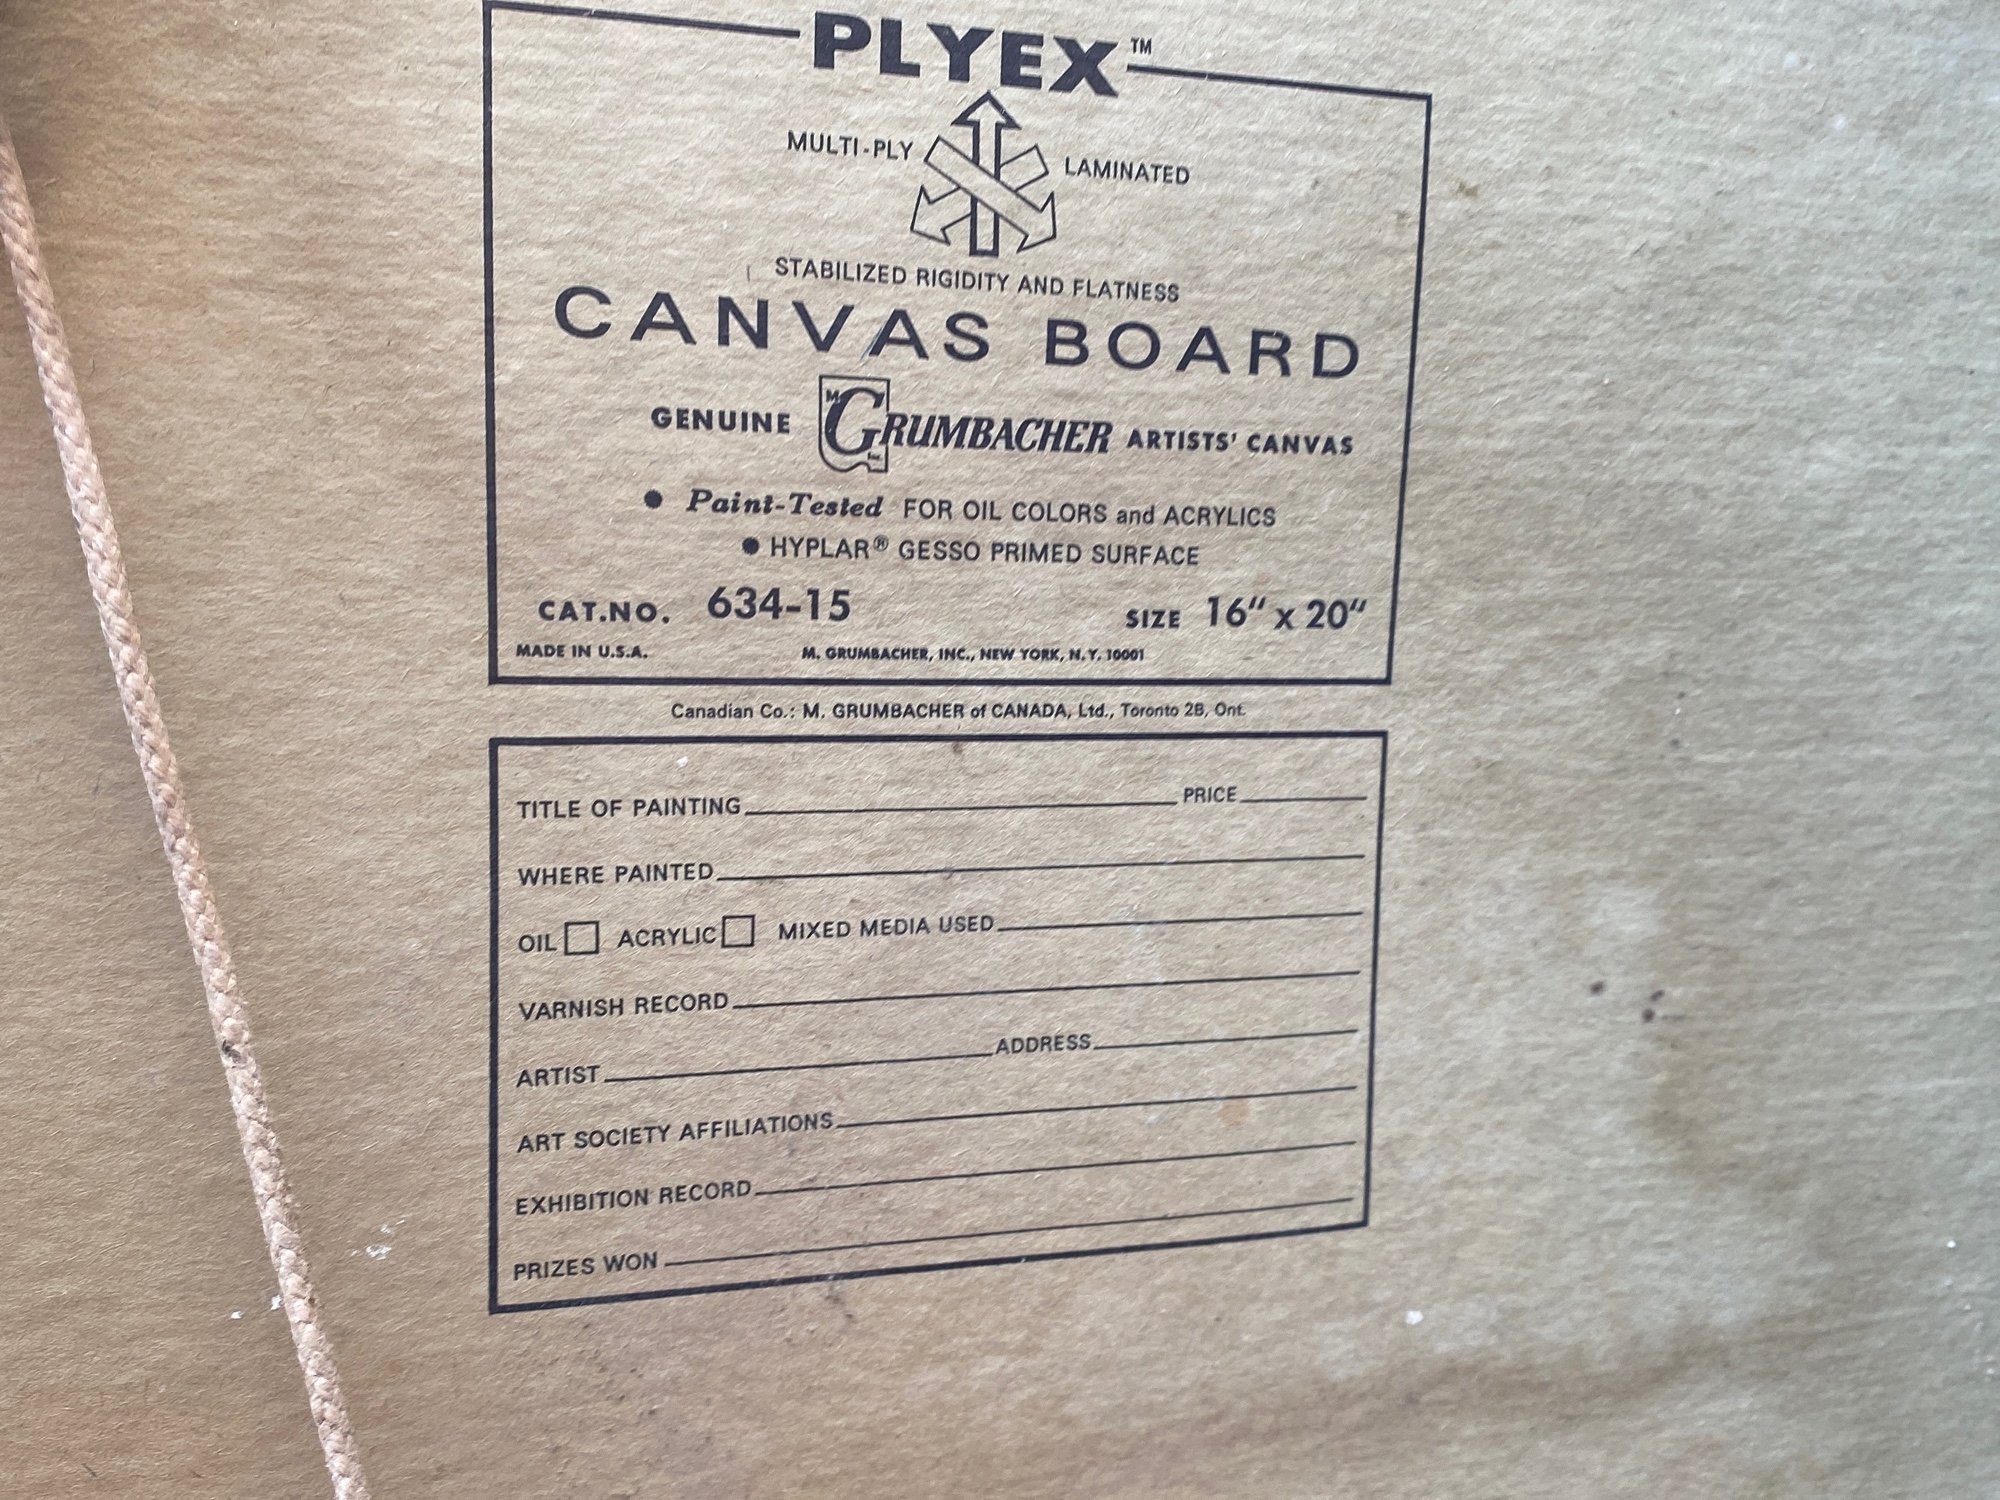 PLYEX™
MULTI-PLY LAMINATED
STABILIZED RIGIDITY AND FLATNESS
CANVAS BOARD
GENUINE M. GRUMBACHER Inc. ARTISTS' CANVAS
● Paint-Tested FOR OIL COLORS and ACRYLICS
● HYPLAR® GESSO PRIMED SURFACE
CAT.NO. 634-15 SIZE 16" x 20"
MADE IN U.S.A. M. GRUMBACHER, INC., NEW YORK, N.Y. 10001
Canadian Co.: M. GRUMBACHER of CANADA, Ltd., Toronto 2B, Ont.
TITLE OF PAINTING PRICE
WHERE PAINTED
OIL ACRYLIC MIXED MEDIA USED
VARNISH RECORD
ARTIST ADDRESS
ART SOCIETY AFFILIATIONS
EXHIBITION RECORD
PRIZES WON